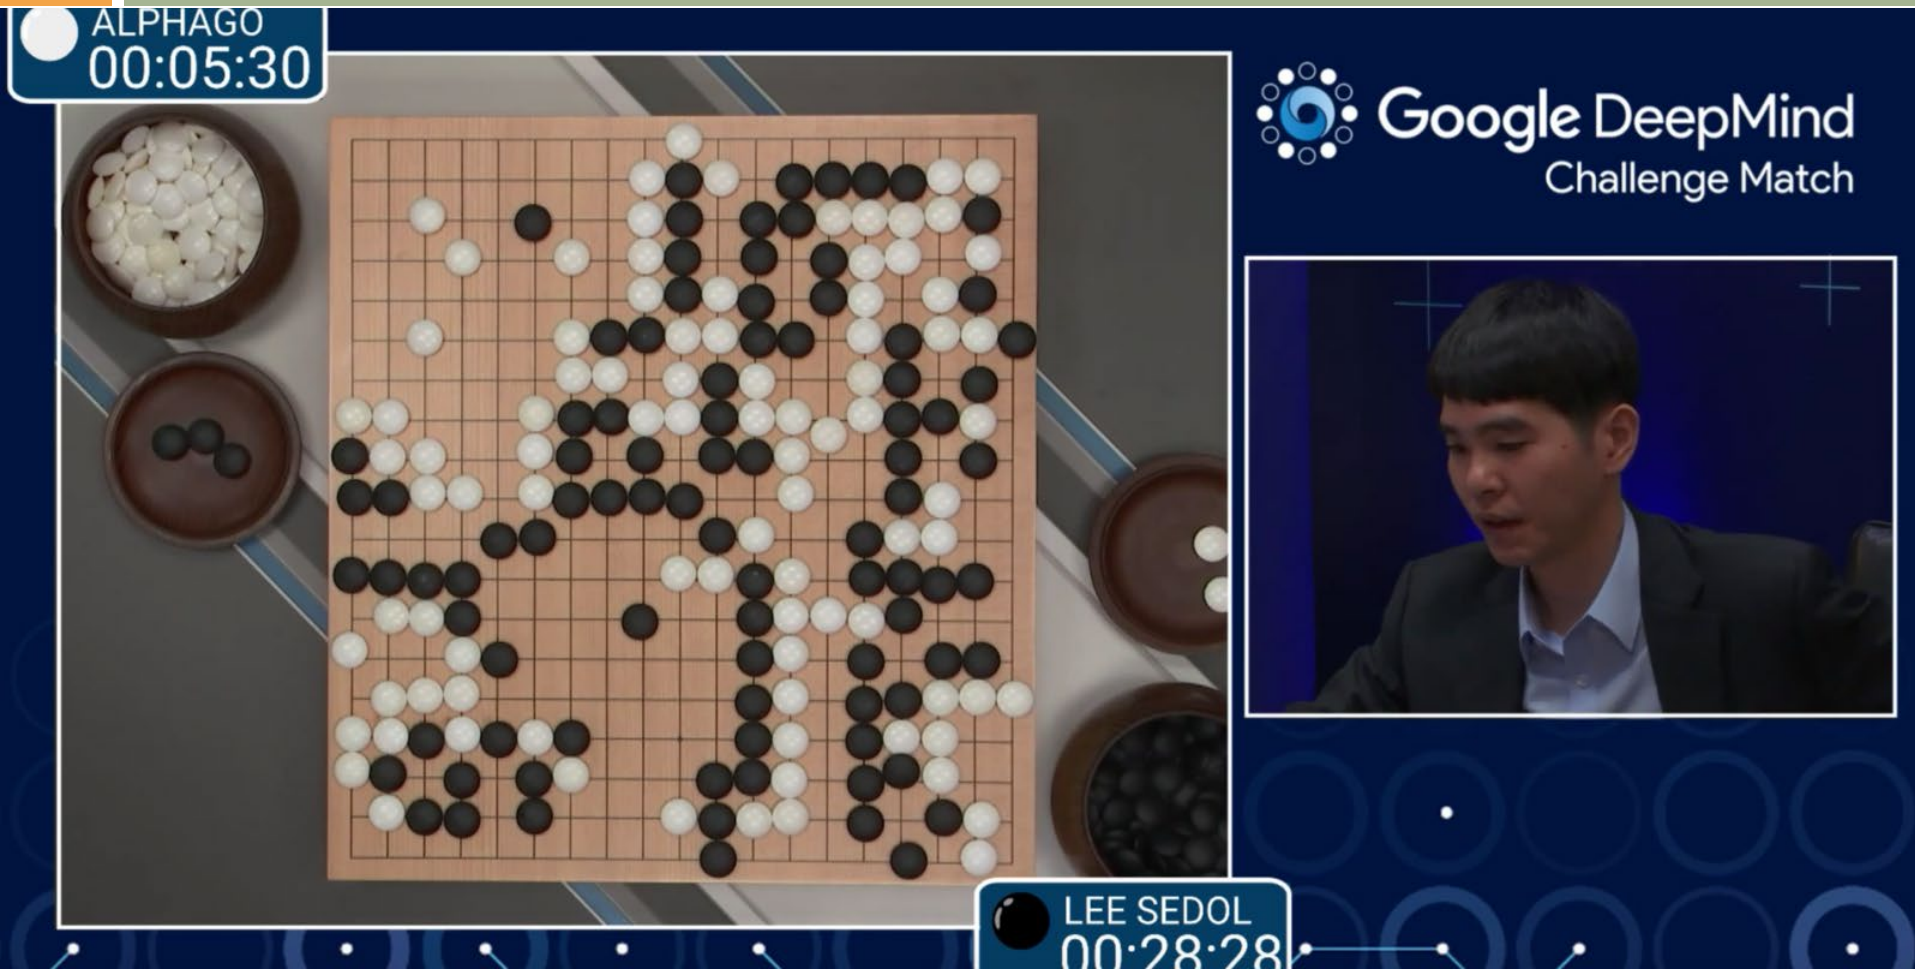 ALPHAGO
00:05:30
Google DeepMind
Challenge Match
LEE SEDOL
00:28:28